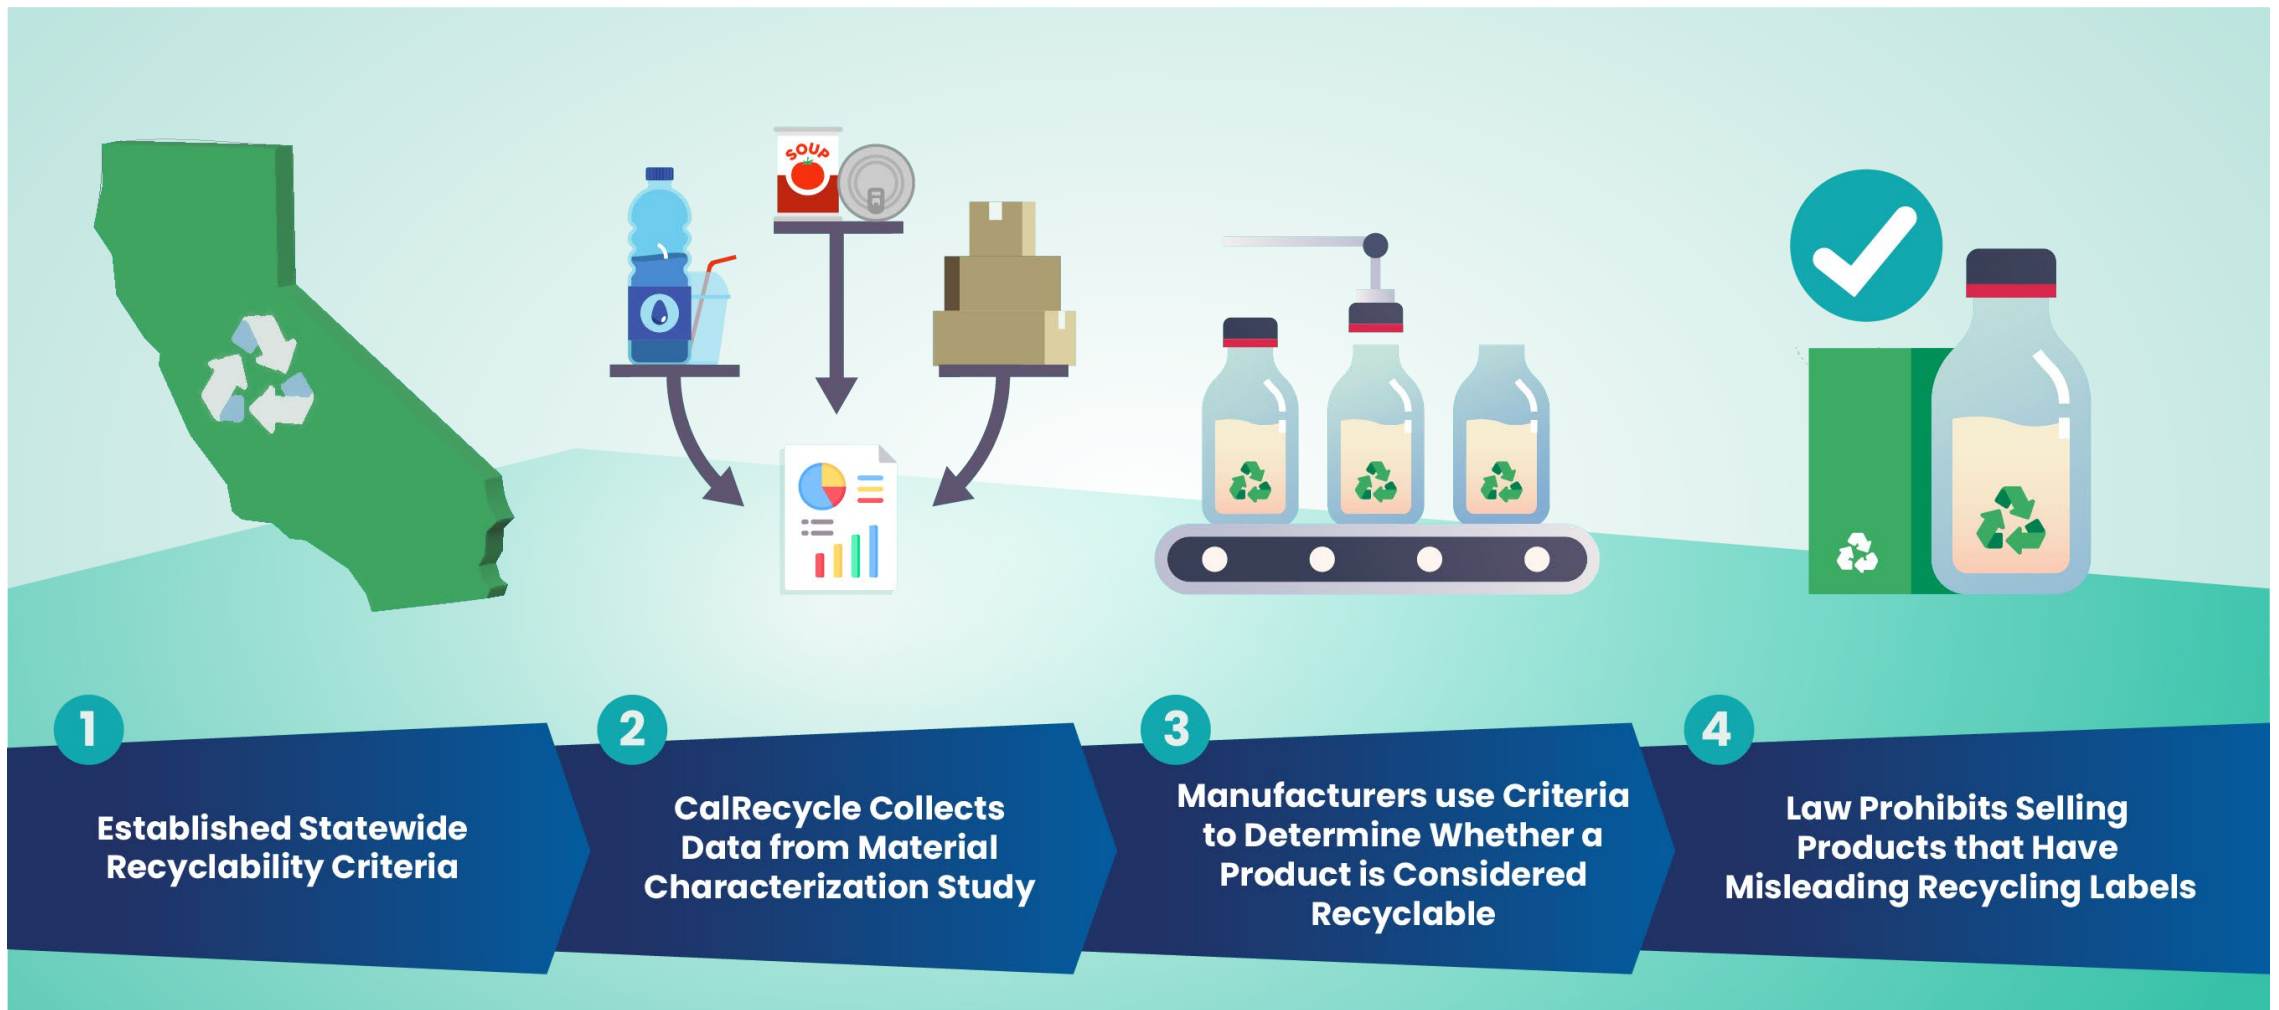 SOUP
1
Established Statewide
Recyclability Criteria
2
CalRecycle Collects
Data from Material
Characterization Study
3
Manufacturers use Criteria
to Determine Whether a
Product is Considered
Recyclable
4
Law Prohibits Selling
Products that Have
Misleading Recycling Labels